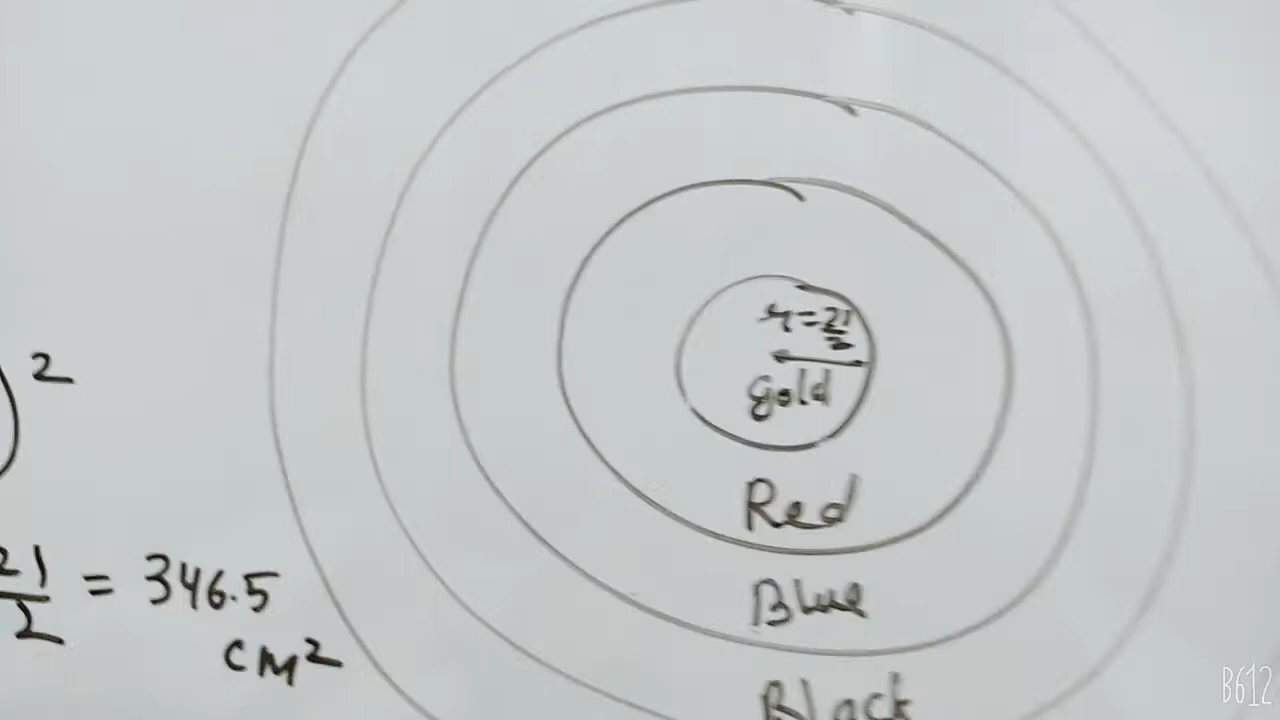 ) ²
21/2 = 346.5
cm²
r = 21/2
gold
Red
Blue
Black
B612